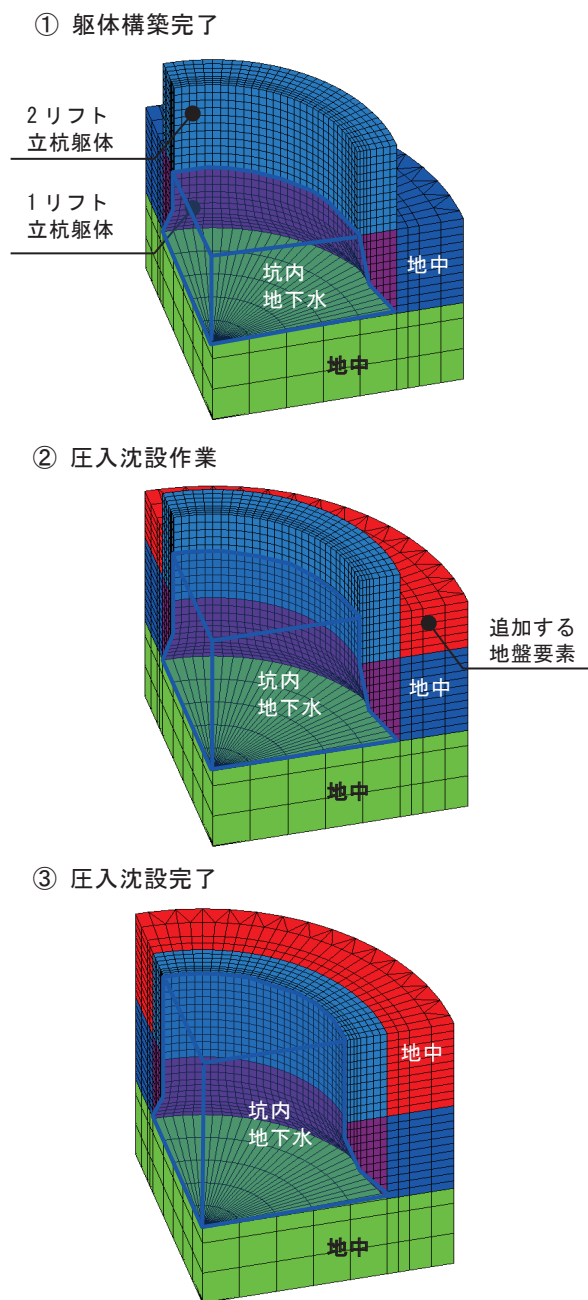 ① 躯体構築完了
2 リフト
立杭躯体
1 リフト
立杭躯体
坑内
地下水
地中
地中
② 圧入沈設作業
追加する
地盤要素
坑内
地下水
地中
地中
③ 圧入沈設完了
地中
坑内
地下水
地中